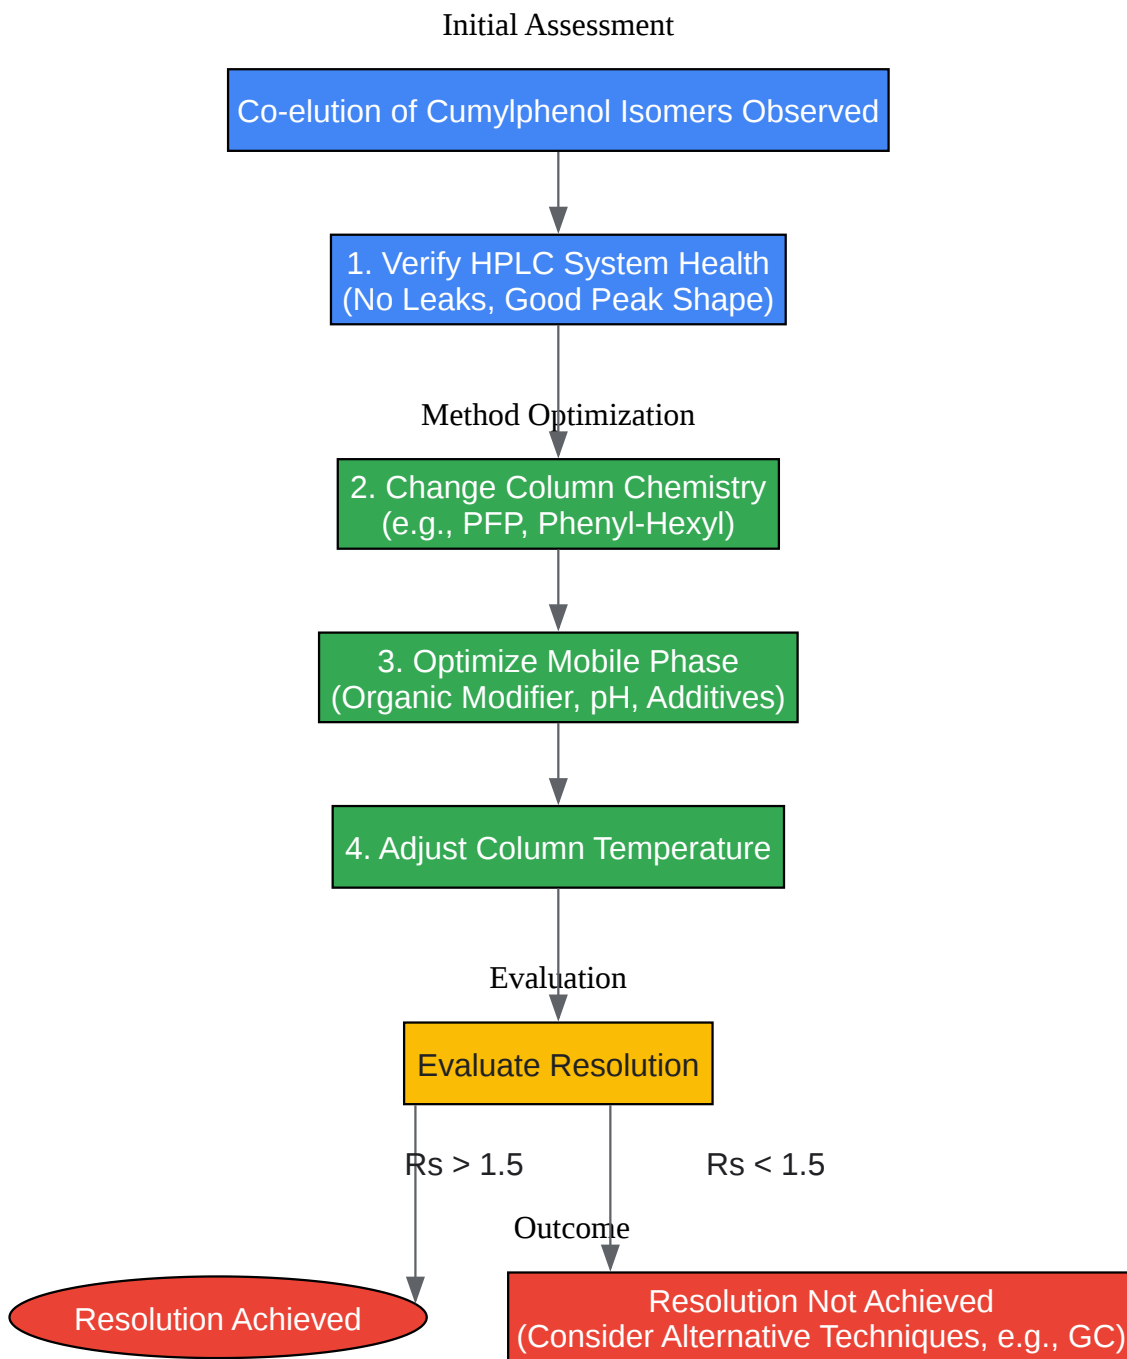 Initial Assessment
Co-elution of Cumylphenol Isomers Observed
1. Verify HPLC System Health
(No Leaks, Good Peak Shape)
Method Optimization
2. Change Column Chemistry
(e.g., PFP, Phenyl-Hexyl)
3. Optimize Mobile Phase
(Organic Modifier, pH, Additives)
4. Adjust Column Temperature
Evaluation
Evaluate Resolution
Rs > 1.5
Rs < 1.5
Outcome
Resolution Achieved
Resolution Not Achieved
(Consider Alternative Techniques, e.g., GC)